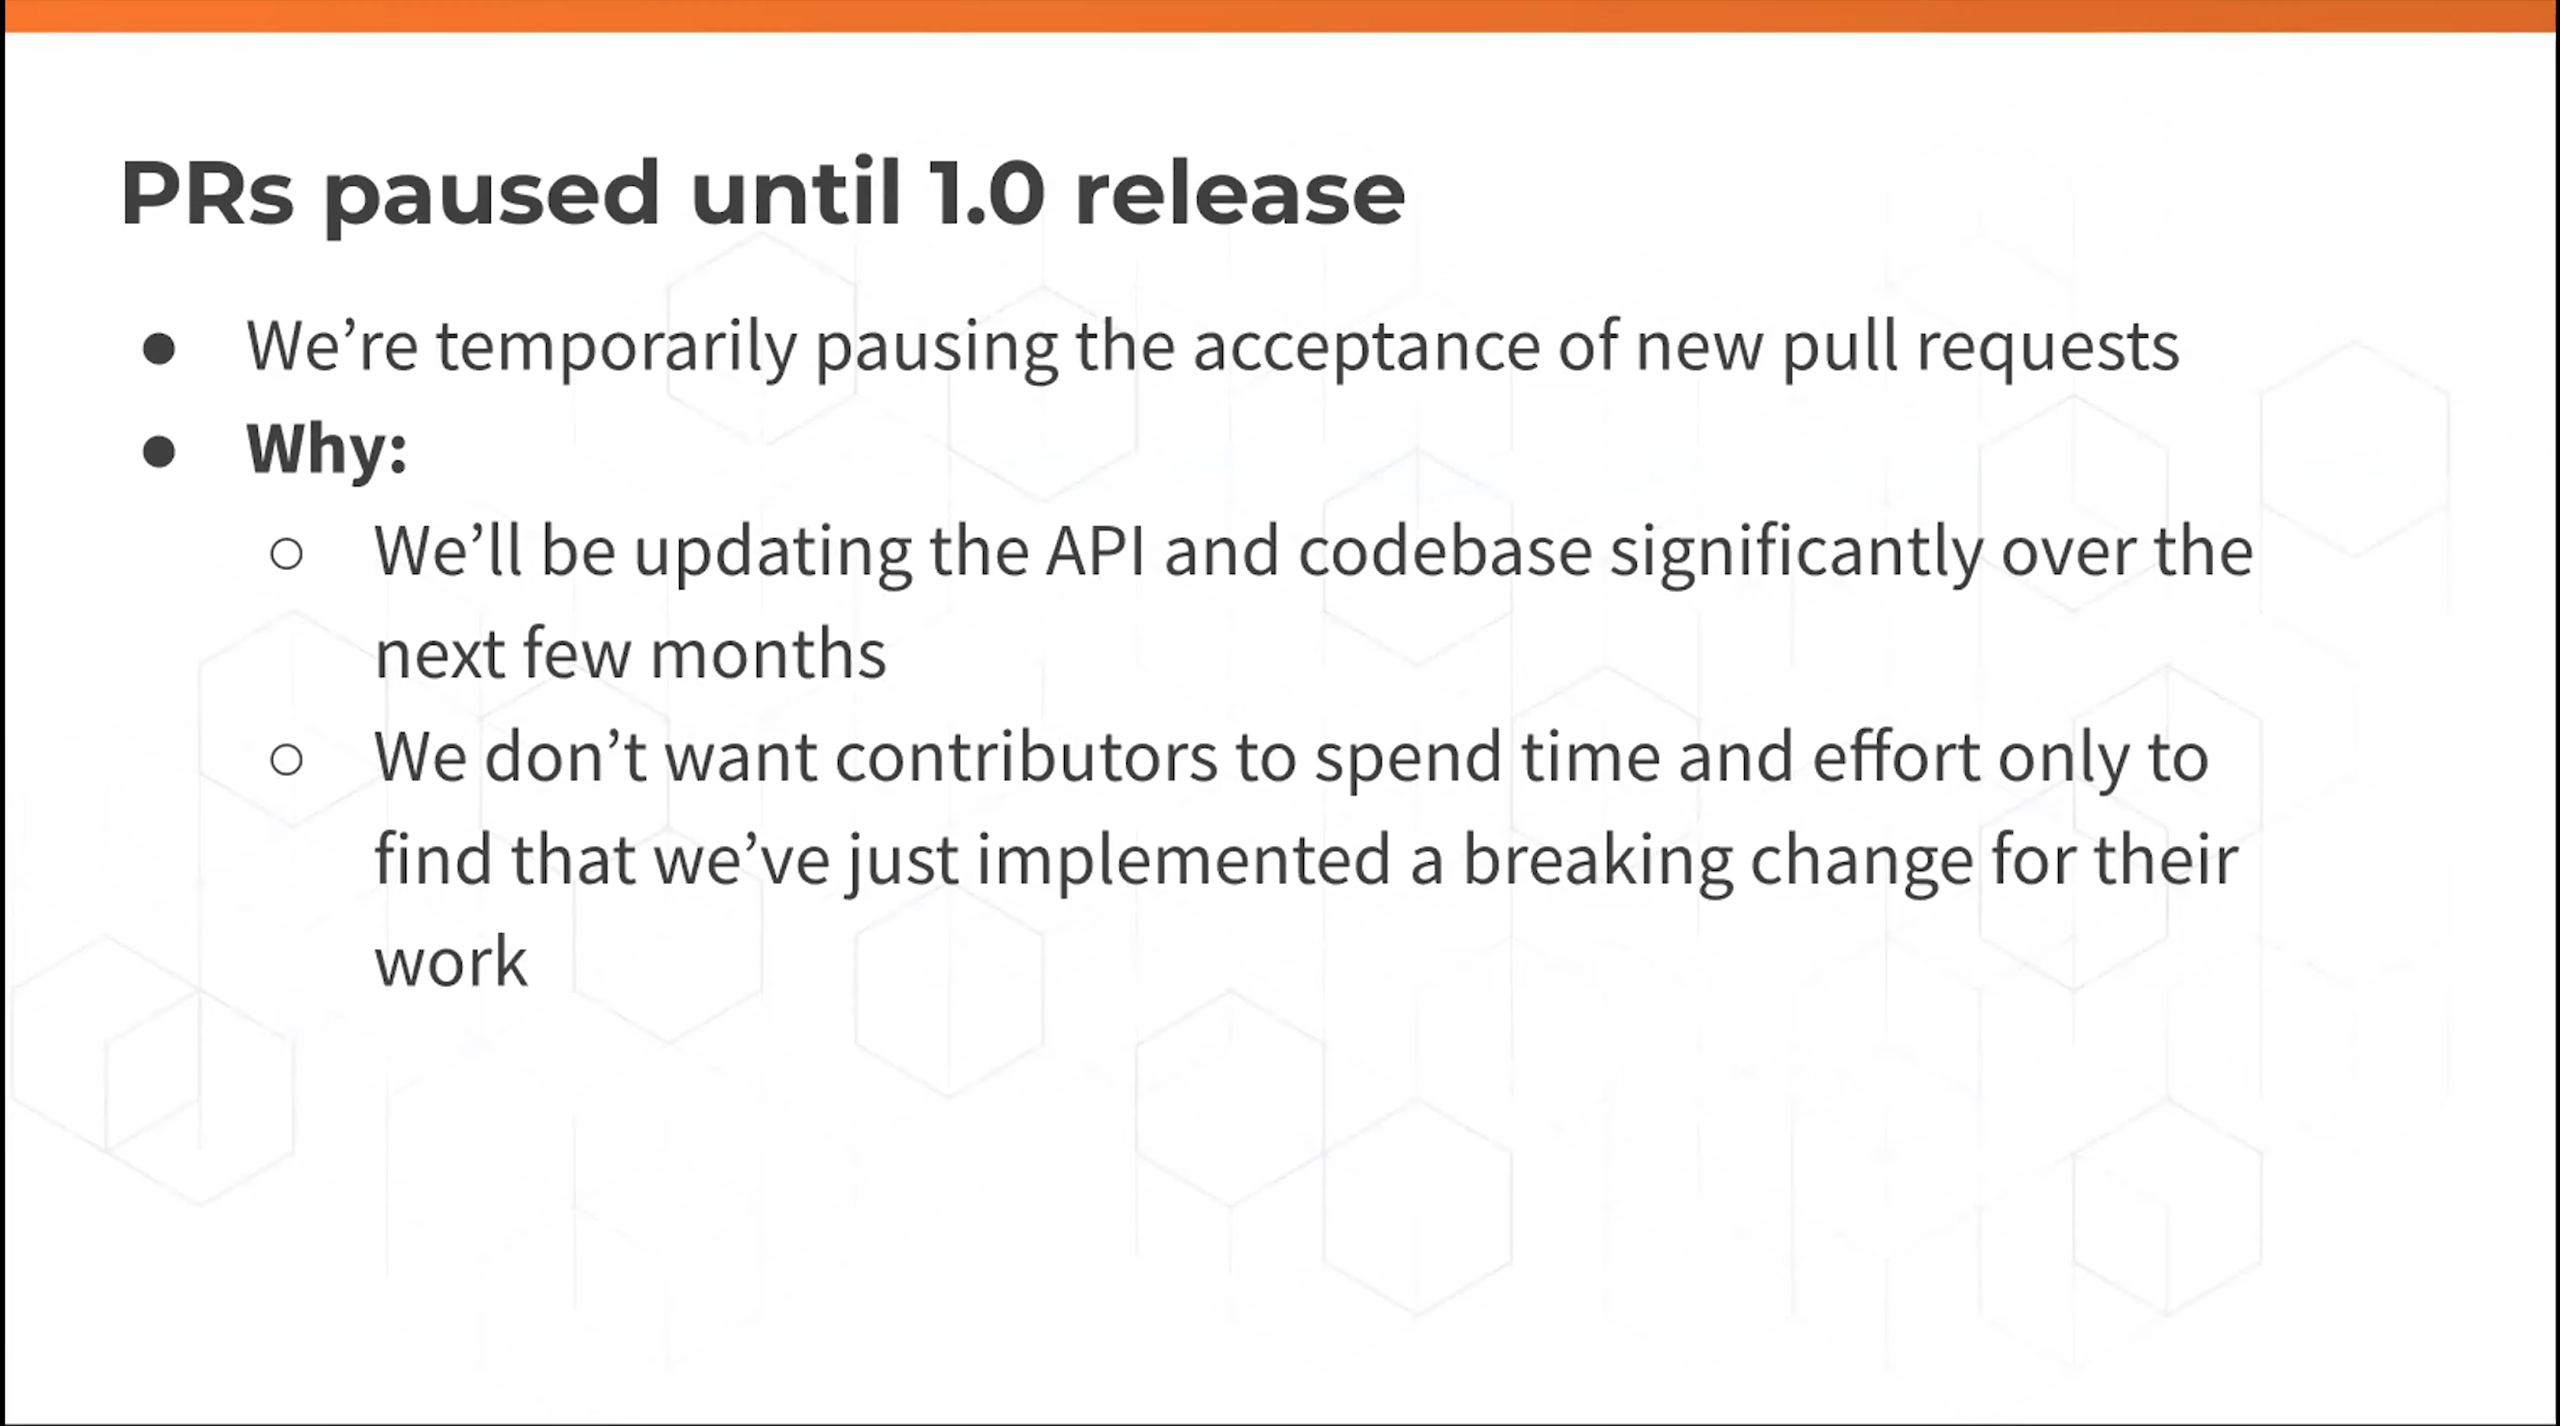 PRs paused until 1.0 release
● We’re temporarily pausing the acceptance of new pull requests
● Why:
○ We’ll be updating the API and codebase significantly over the
next few months
○ We don’t want contributors to spend time and effort only to
find that we’ve just implemented a breaking change for their
work